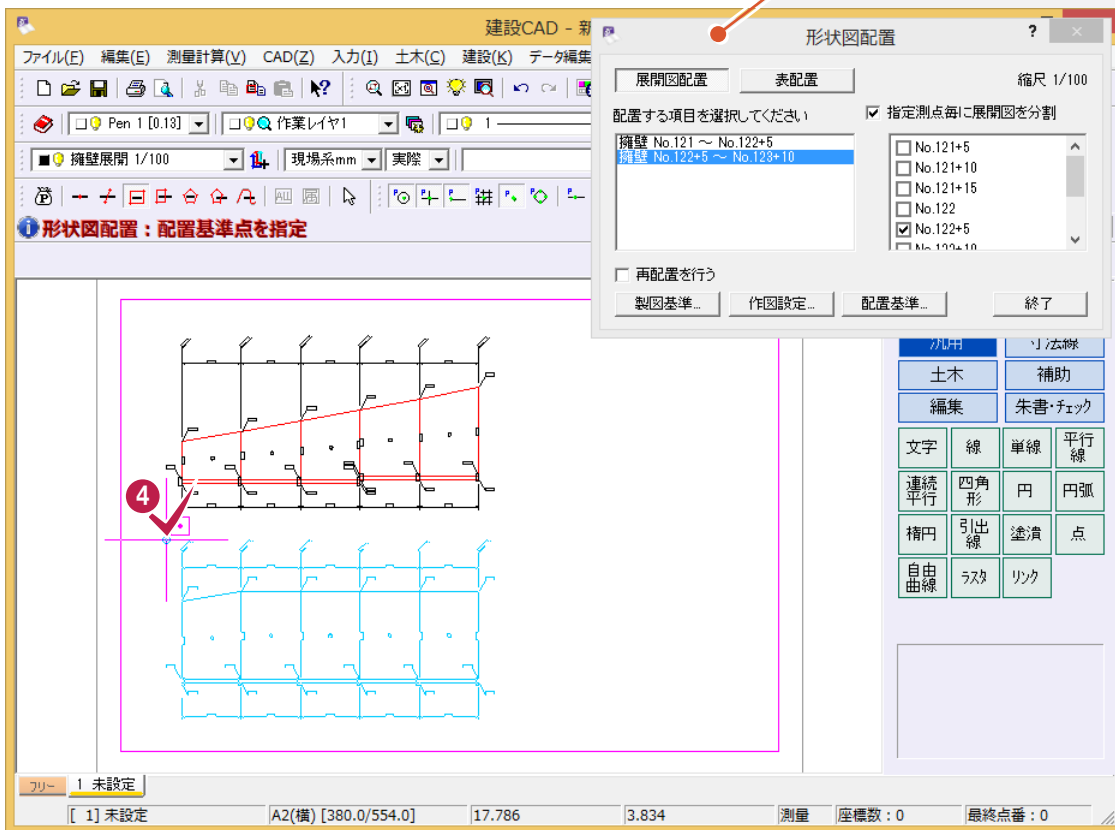 建設CAD - 新
ファイル(F) 編集(E) 測量計算(V) CAD(Z) 入力(I) 土木(C) 建設(K) データ編集
Pen 1 [0.13] 作業レイヤ1 1
擁壁展開 1/100 現場系mm 実際
形状図配置：配置基準点を指定
形状図配置 ?
展開図配置 表配置 縮尺 1/100
配置する項目を選択してください 指定測点毎に展開図を分割
擁壁 No.121 ～ No.122+5
擁壁 No.122+5 ～ No.123+10
No.121+5
No.121+10
No.121+15
No.122
No.122+5
No.122+10
再配置を行う
製図基準... 作図設定... 配置基準... 終了
4
汎用 寸法線
土木 補助
編集 朱書・チェック
文字 線 単線 平行線
連続平行 四角形 円 円弧
楕円 引出線 塗潰 点
自由曲線 ラスタ リンク
フリー 1 未設定
[ 1] 未設定 A2(横) [380.0/554.0] 17.786 3.834 測量 座標数：0 最終点番：0